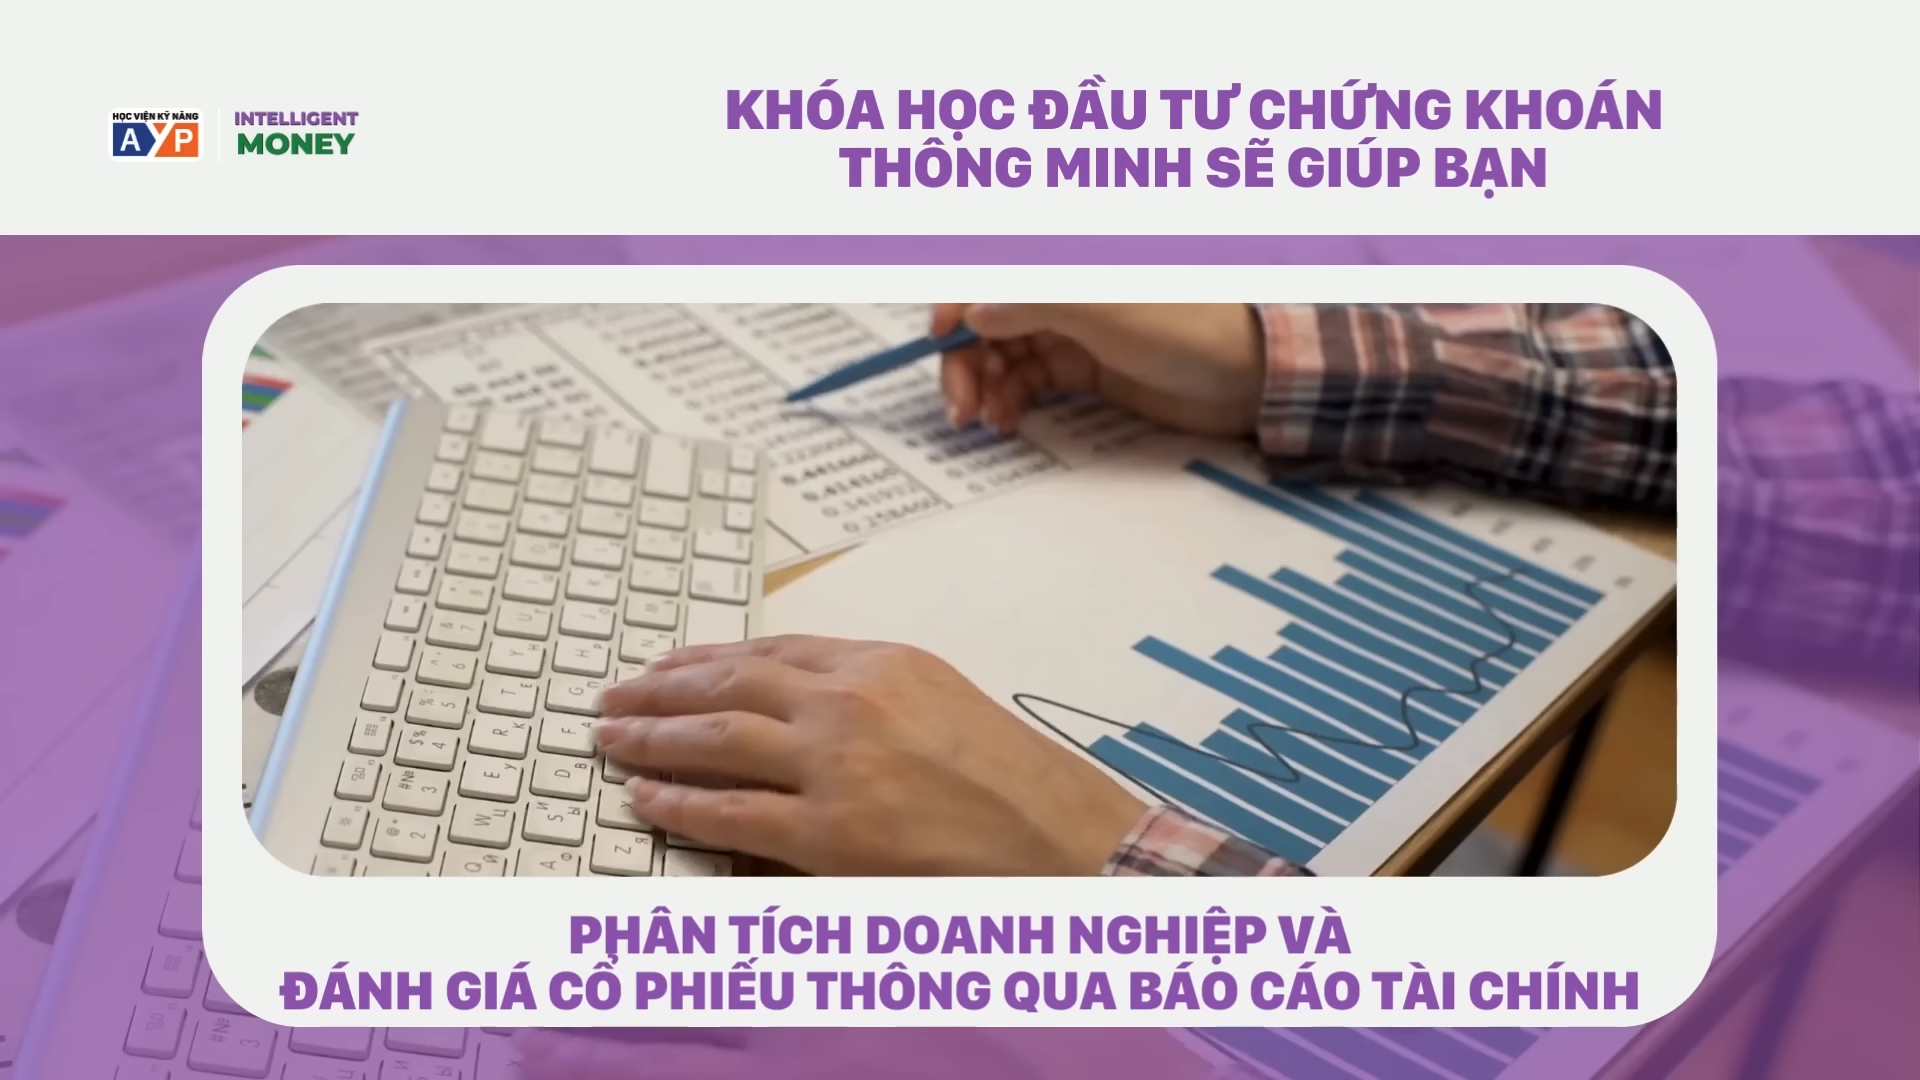 HỌC VIỆN KỸ NĂNG
AYP
INTELLIGENT
MONEY
KHÓA HỌC ĐẦU TƯ CHỨNG KHOÁN
THÔNG MINH SẼ GIÚP BẠN
PHÂN TÍCH DOANH NGHIỆP VÀ
ĐÁNH GIÁ CỔ PHIẾU THÔNG QUA BÁO CÁO TÀI CHÍNH